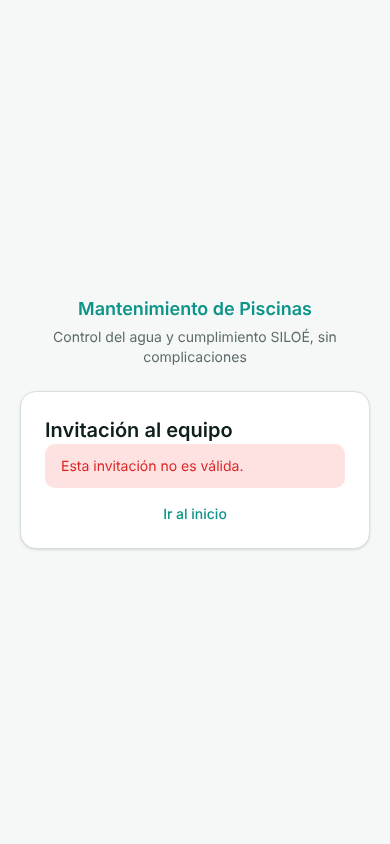 Mantenimiento de Piscinas
Control del agua y cumplimiento SILOÉ, sin
complicaciones
Invitación al equipo
Esta invitación no es válida.
Ir al inicio